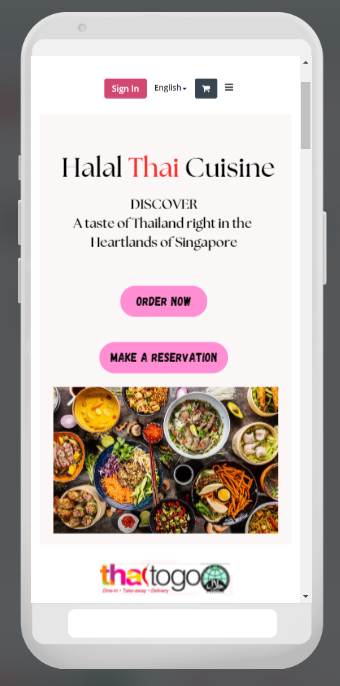 Sign In English
Halal Thai Cuisine
DISCOVER
A taste of Thailand right in the
Heartlands of Singapore
ORDER NOW
MAKE A RESERVATION
thaitogo
Dine-in • Take-away • Delivery